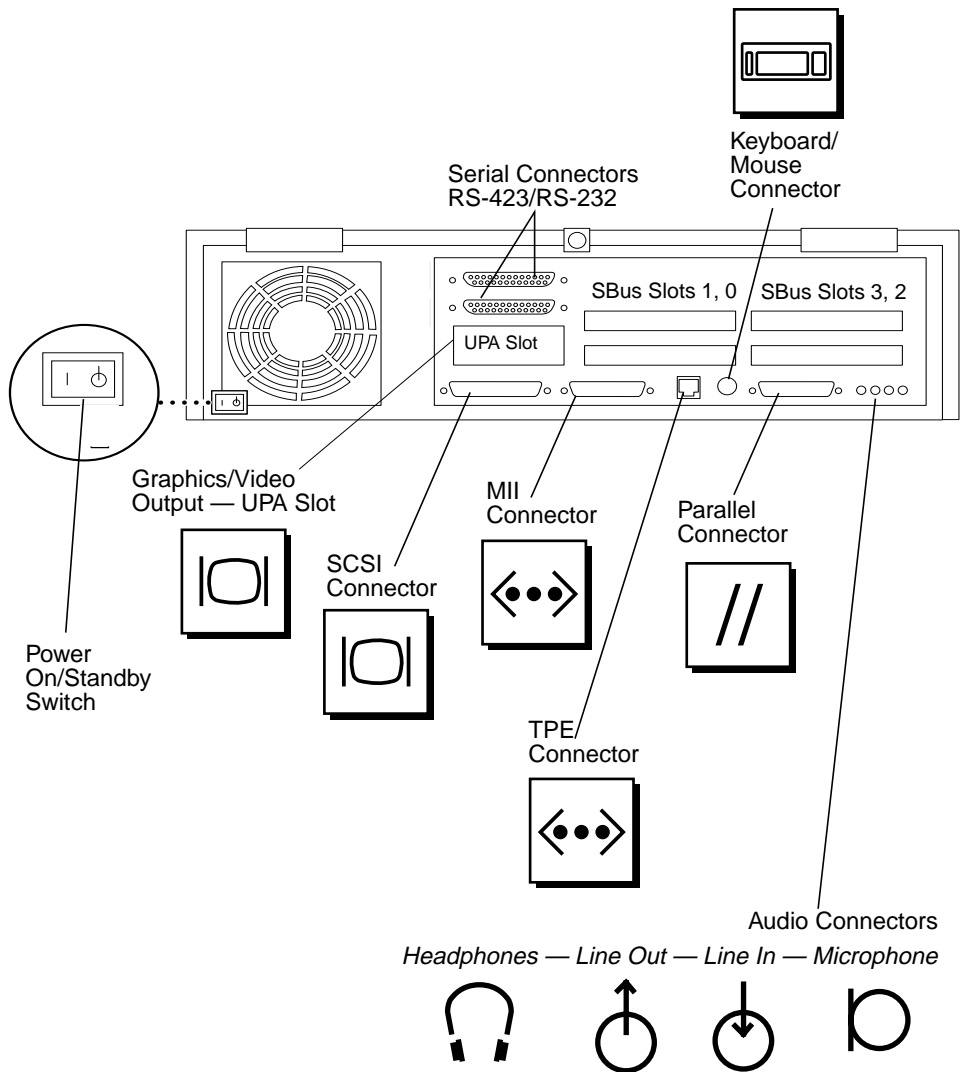 Keyboard/
Mouse
Connector
Serial Connectors
RS-423/RS-232
SBus Slots 1, 0
SBus Slots 3, 2
UPA Slot
Graphics/Video
Output — UPA Slot
MII
Connector
Parallel
Connector
SCSI
Connector
Power
On/Standby
Switch
TPE
Connector
Audio Connectors
Headphones — Line Out — Line In — Microphone